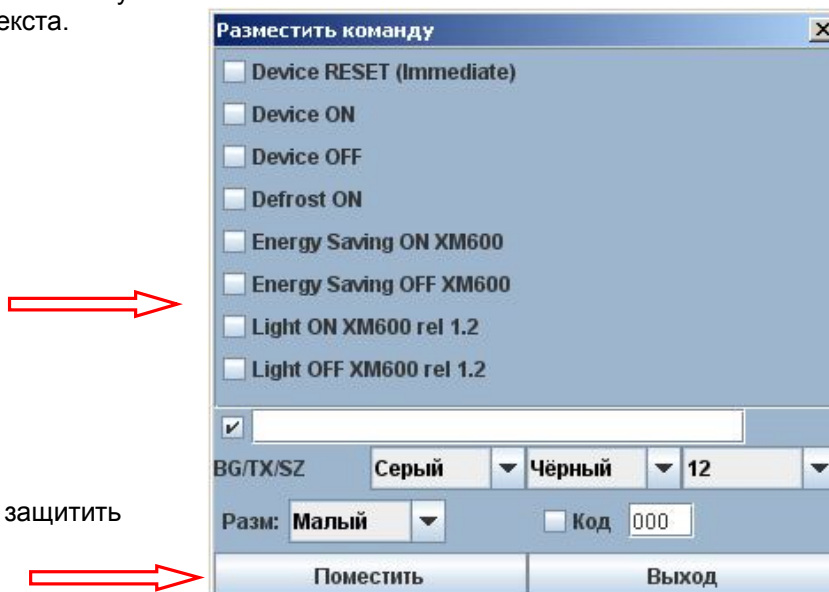 екста.
Разместить команду
Device RESET (Immediate)
Device ON
Device OFF
Defrost ON
Energy Saving ON XM600
Energy Saving OFF XM600
Light ON XM600 rel 1.2
Light OFF XM600 rel 1.2
BG/TX/SZ Серый Чёрный 12
защитить
Разм: Малый Код 000
Поместить Выход